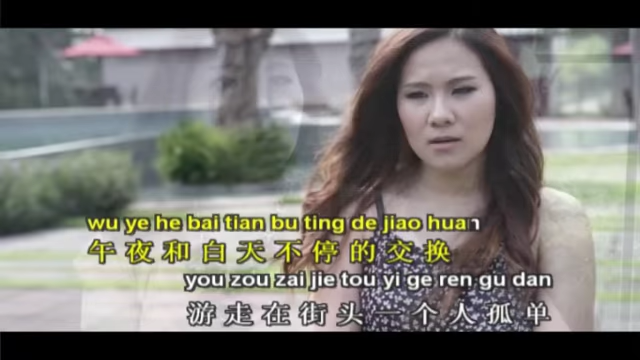 wu ye he bai tian bu ting de jiao huan
午夜和白天不停的交换
you zou zai jie tou yi ge ren gu dan
游走在街头一个人孤单